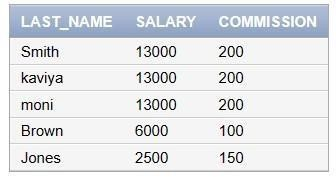 LAST_NAME SALARY COMMISSION
Smith 13000 200
kaviya 13000 200
moni 13000 200
Brown 6000 100
Jones 2500 150